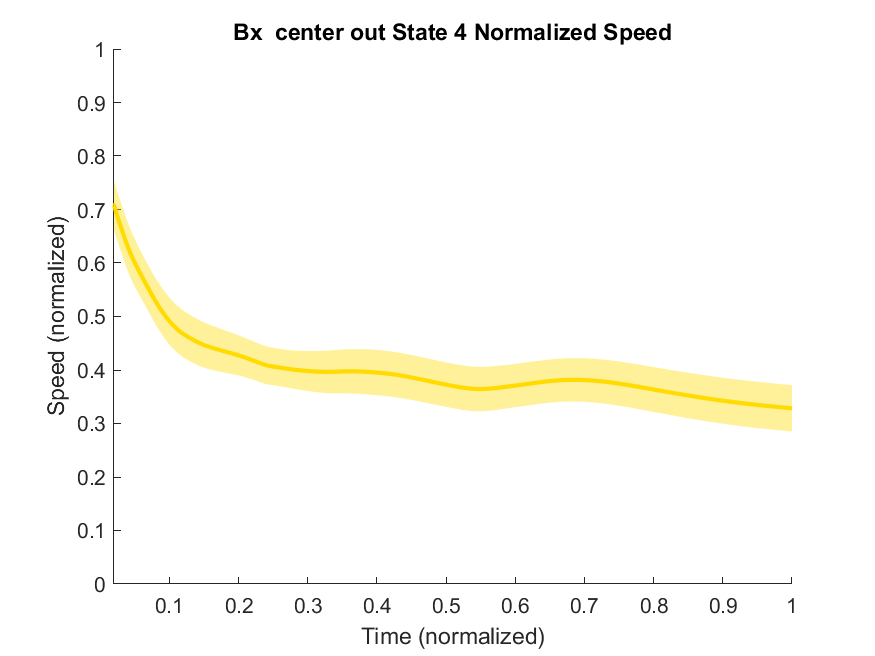 Bx  center out State 4 Normalized Speed
1
0.9
0.8
0.7
0.6
0.5
0.4
0.3
0.2
0.1
0
Speed (normalized)
0.1 0.2 0.3 0.4 0.5 0.6 0.7 0.8 0.9 1
Time (normalized)